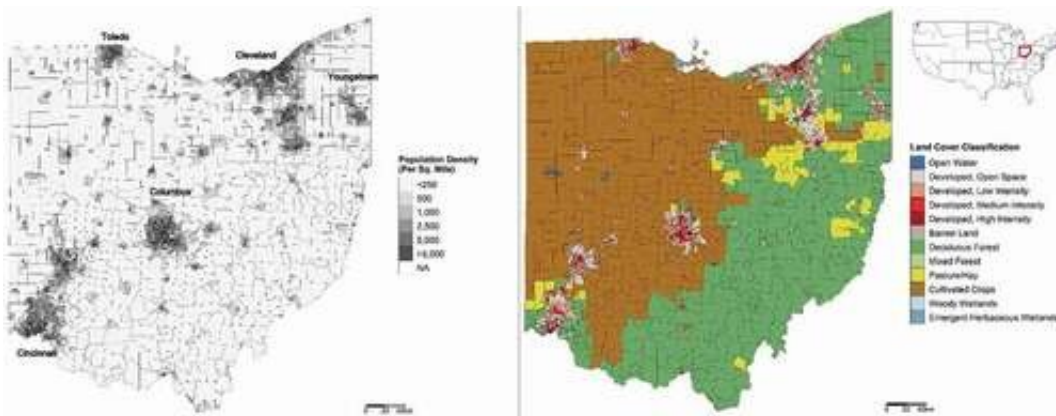 Toledo
Cleveland
Youngstown
Columbus
Cincinnati
Population Density
(Per Sq. Mile)
<250
500
1,000
2,500
5,000
NA
Land Cover Classification
Open Water
Developed, Open Space
Developed, Low Intensity
Developed, Medium Intensity
Developed, High Intensity
Barren Land
Deciduous Forest
Mixed Forest
Pasture/Hay
Cultivated Crops
Woody Wetlands
Emergent Herbaceous Wetlands